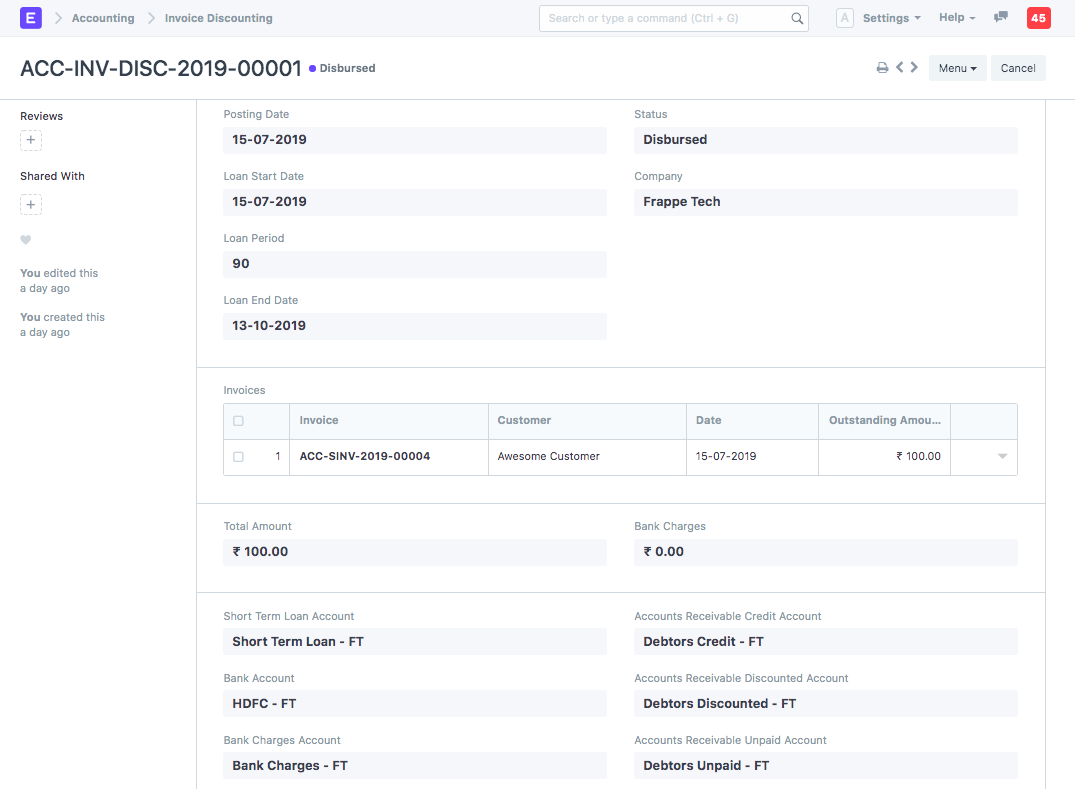 E Accounting Invoice Discounting Search or type a command (Ctrl + G) A Settings Help 45
ACC-INV-DISC-2019-00001 Disbursed Menu Cancel
Reviews
+
Shared With
+
You edited this
a day ago
You created this
a day ago
Posting Date
15-07-2019
Status
Disbursed
Loan Start Date
15-07-2019
Company
Frappe Tech
Loan Period
90
Loan End Date
13-10-2019
Invoices
Invoice Customer Date Outstanding Amou...
1 ACC-SINV-2019-00004 Awesome Customer 15-07-2019 ₹ 100.00
Total Amount
₹ 100.00
Bank Charges
₹ 0.00
Short Term Loan Account
Short Term Loan - FT
Accounts Receivable Credit Account
Debtors Credit - FT
Bank Account
HDFC - FT
Accounts Receivable Discounted Account
Debtors Discounted - FT
Bank Charges Account
Bank Charges - FT
Accounts Receivable Unpaid Account
Debtors Unpaid - FT